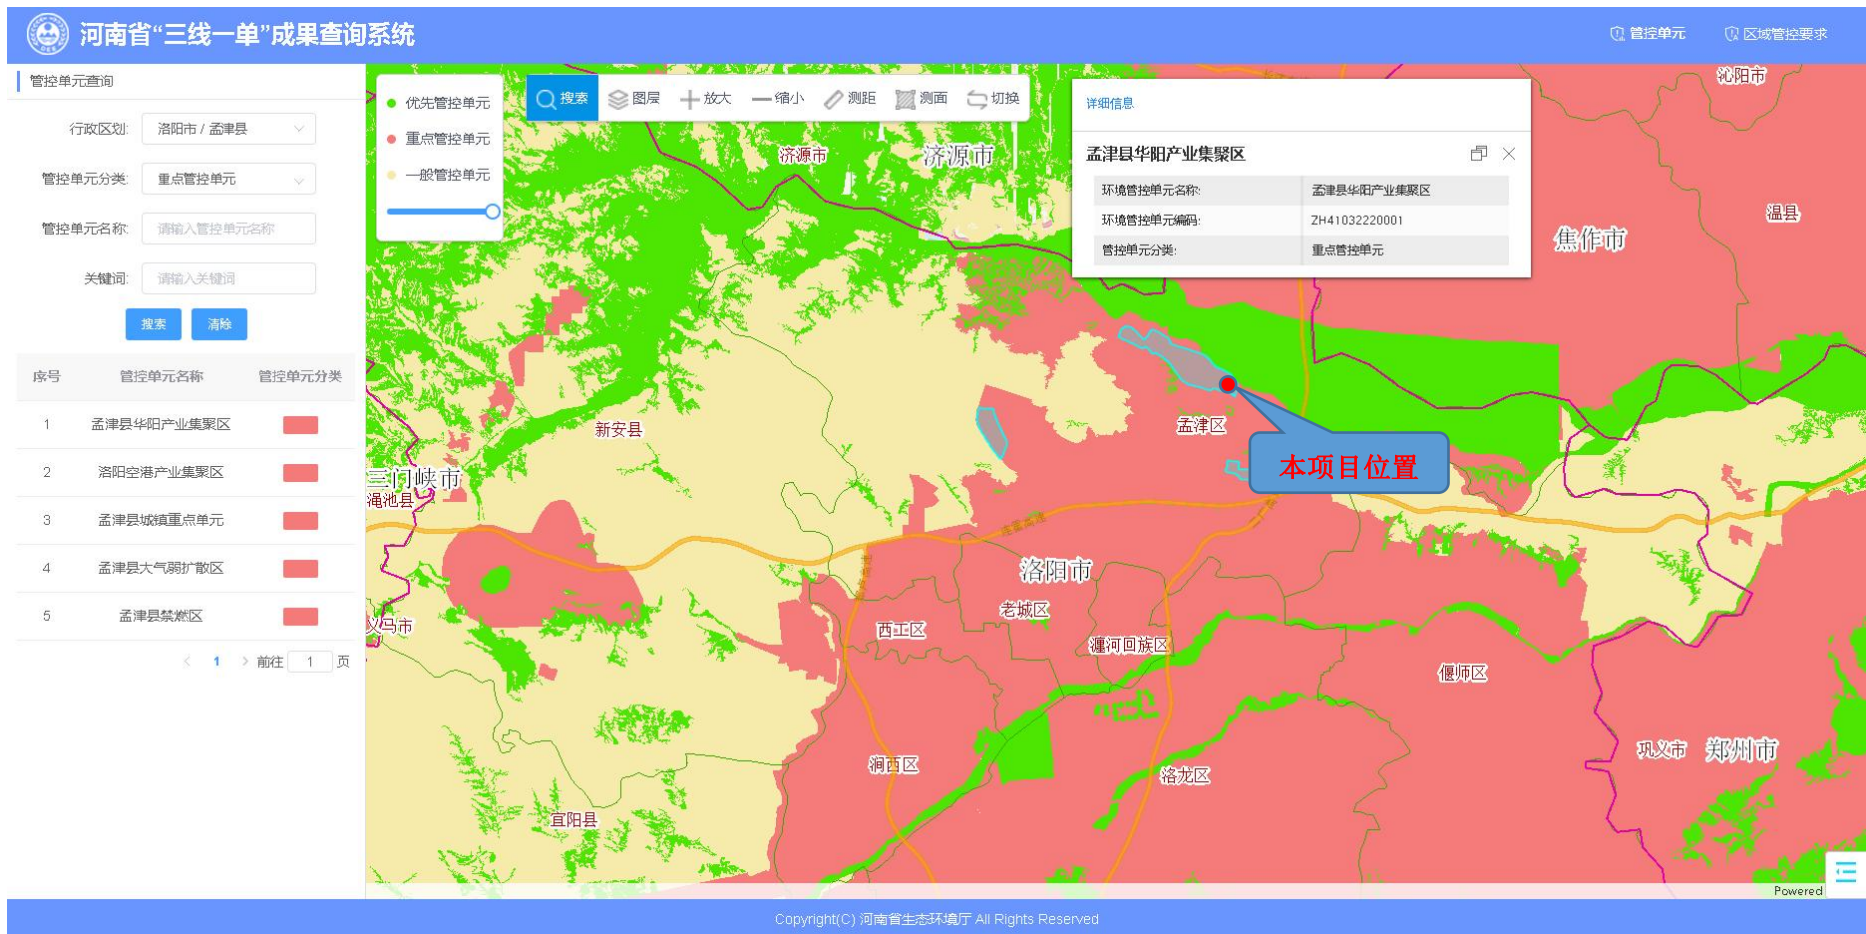 河南省“三线一单”成果查询系统
管控单元
区域管控要求
管控单元查询
行政区划:
洛阳市 / 孟津县
管控单元分类:
重点管控单元
管控单元名称:
请输入管控单元名称
关键词:
请输入关键词
搜索
清除
序号 管控单元名称 管控单元分类
1 孟津县华阳产业集聚区
2 洛阳空港产业集聚区
3 孟津县城镇重点单元
4 孟津县大气弱扩散区
5 孟津县禁燃区
1 前往 1 页
优先管控单元
重点管控单元
一般管控单元
搜索 图层 放大 缩小 测距 测面 切换
详细信息
孟津县华阳产业集聚区
环境管控单元名称: 孟津县华阳产业集聚区
环境管控单元编码: ZH41032220001
管控单元分类: 重点管控单元
沁阳市
济源市
济源市
温县
焦作市
孟津区
新安县
本项目位置
三门峡市
渑池县
洛阳市
老城区
义马市
西工区
瀍河回族区
偃师区
涧西区
洛龙区
巩义市
郑州市
宜阳县
Powered
Copyright(C) 河南省生态环境厅 All Rights Reserved